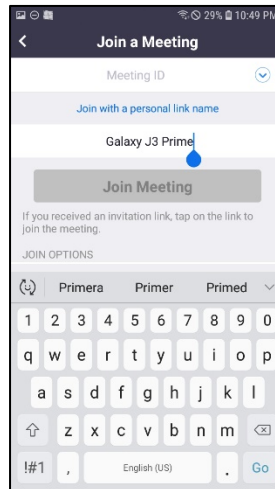 29% 10:49 PM
Join a Meeting
Meeting ID
Join with a personal link name
Galaxy J3 Prime
Join Meeting
If you received an invitation link, tap on the link to
join the meeting.
JOIN OPTIONS
Primera Primer Primed
1 2 3 4 5 6 7 8 9 0
q w e r t y u i o p
a s d f g h j k l
z x c v b n m
!#1 , English (US) . Go